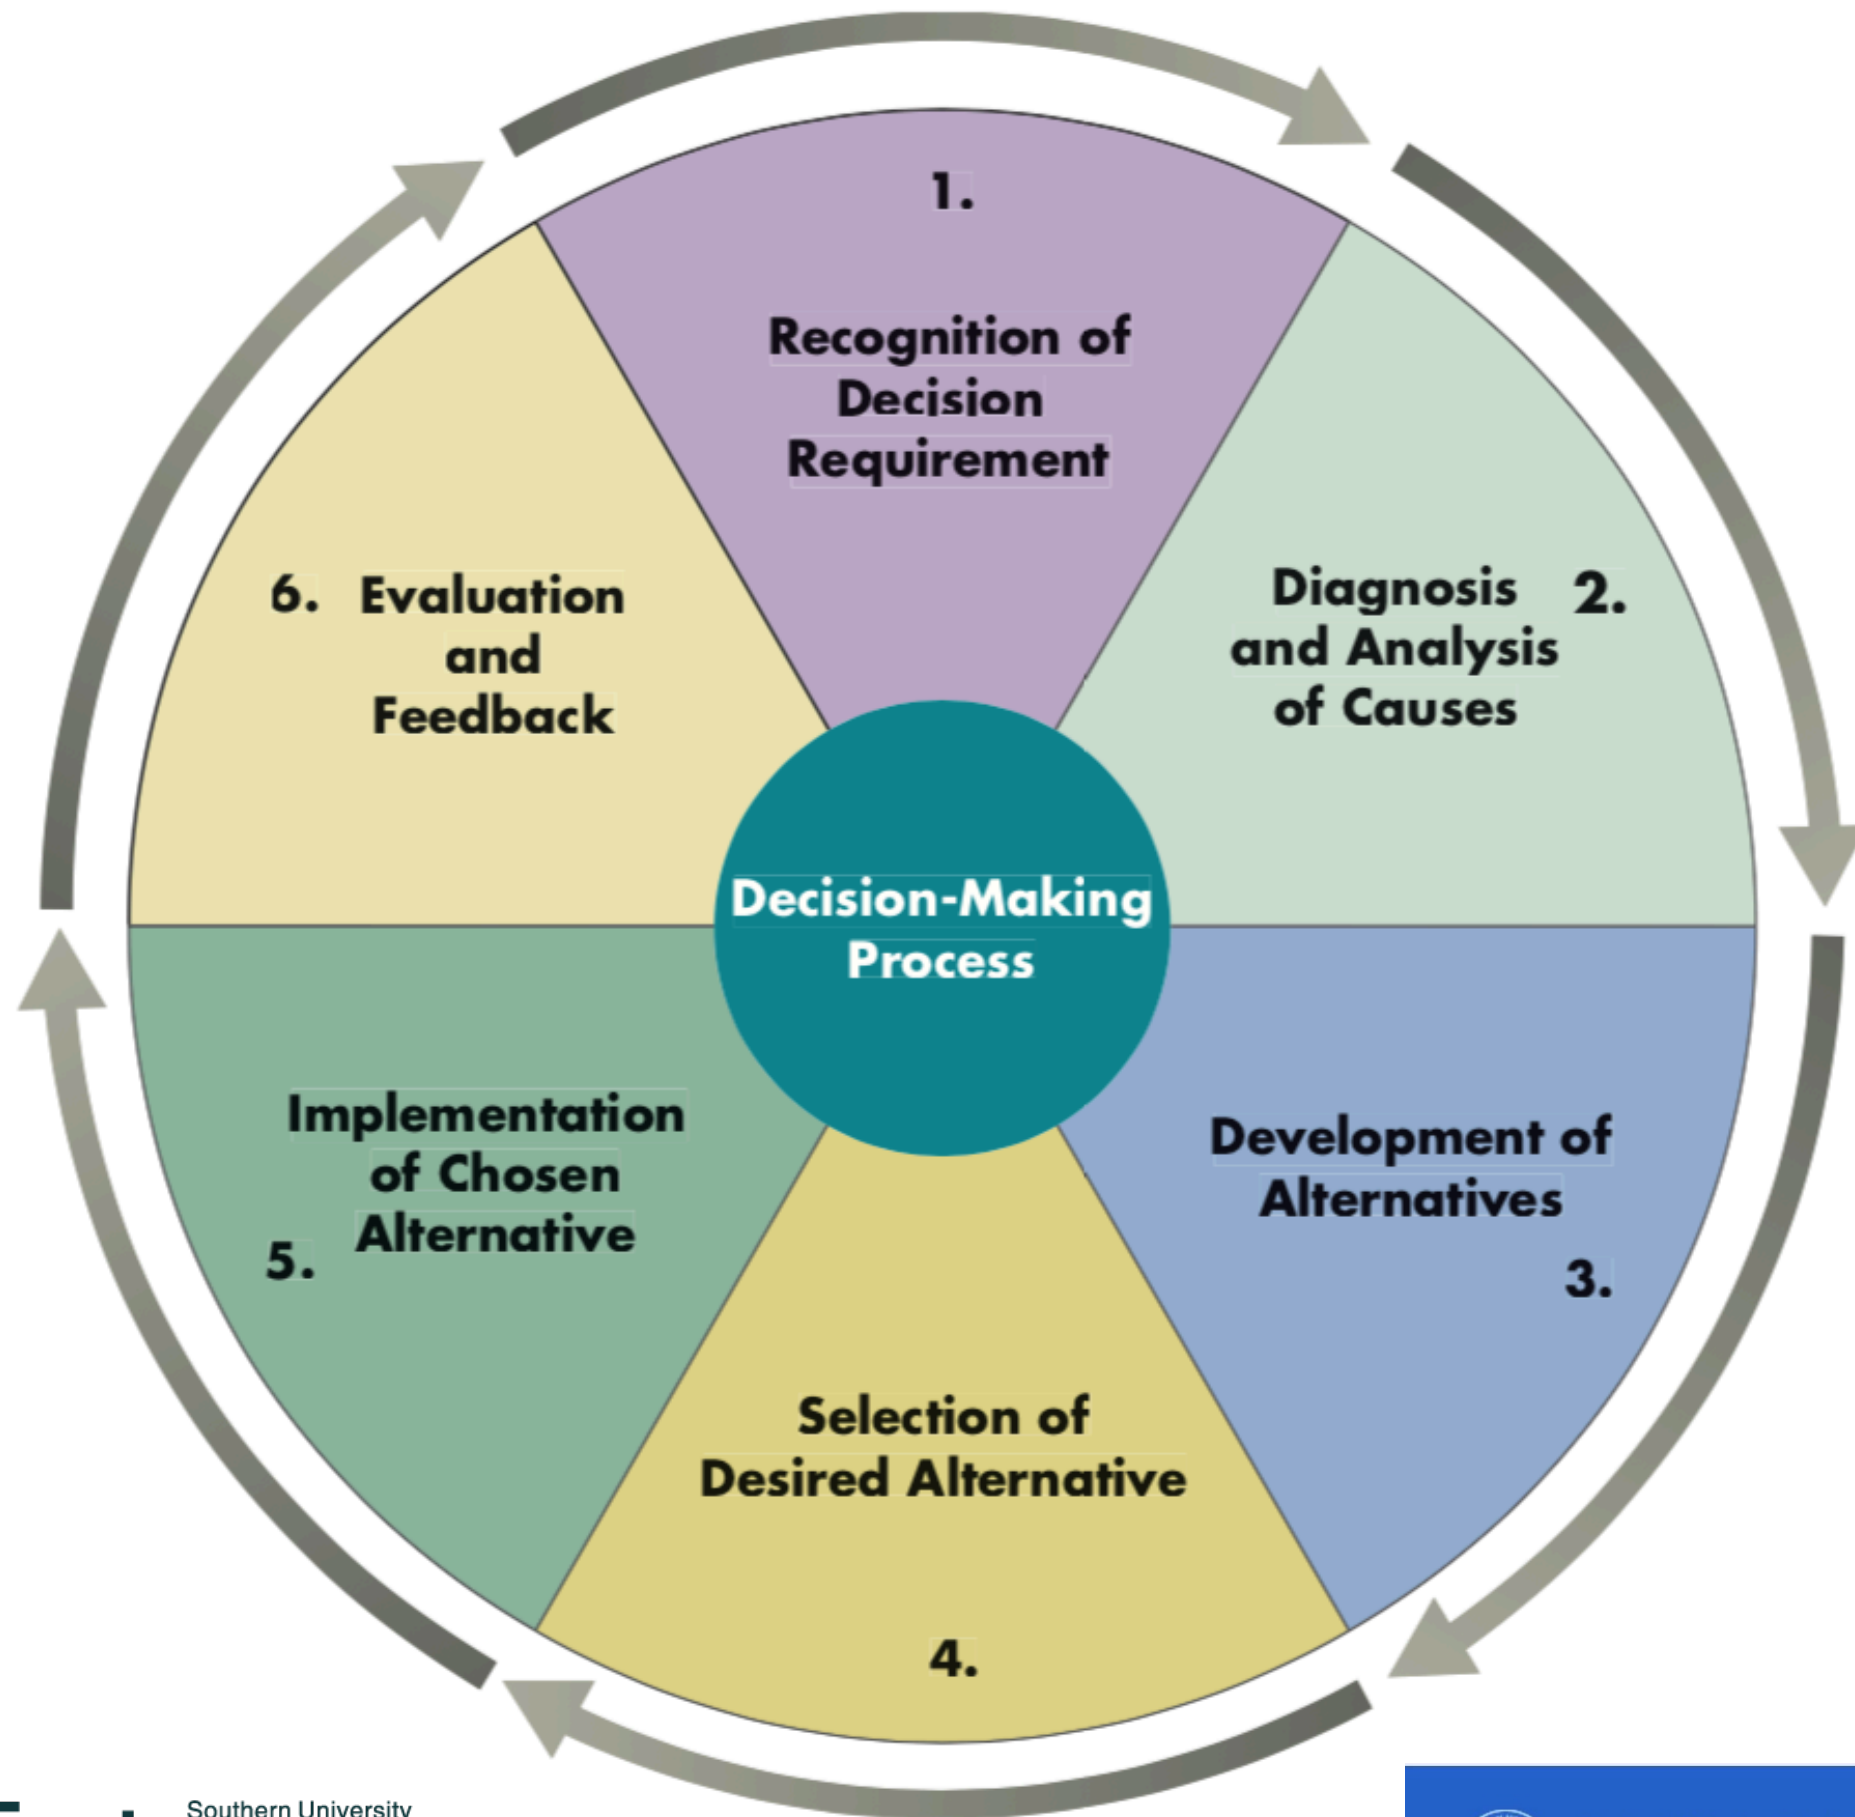 1.
Recognition of
Decision
Requirement
Diagnosis 2.
and Analysis
of Causes
Development of
Alternatives
3.
Selection of
Desired Alternative
4.
Implementation
of Chosen
Alternative
5.
6. Evaluation
and
Feedback
Decision-Making
Process
Southern University